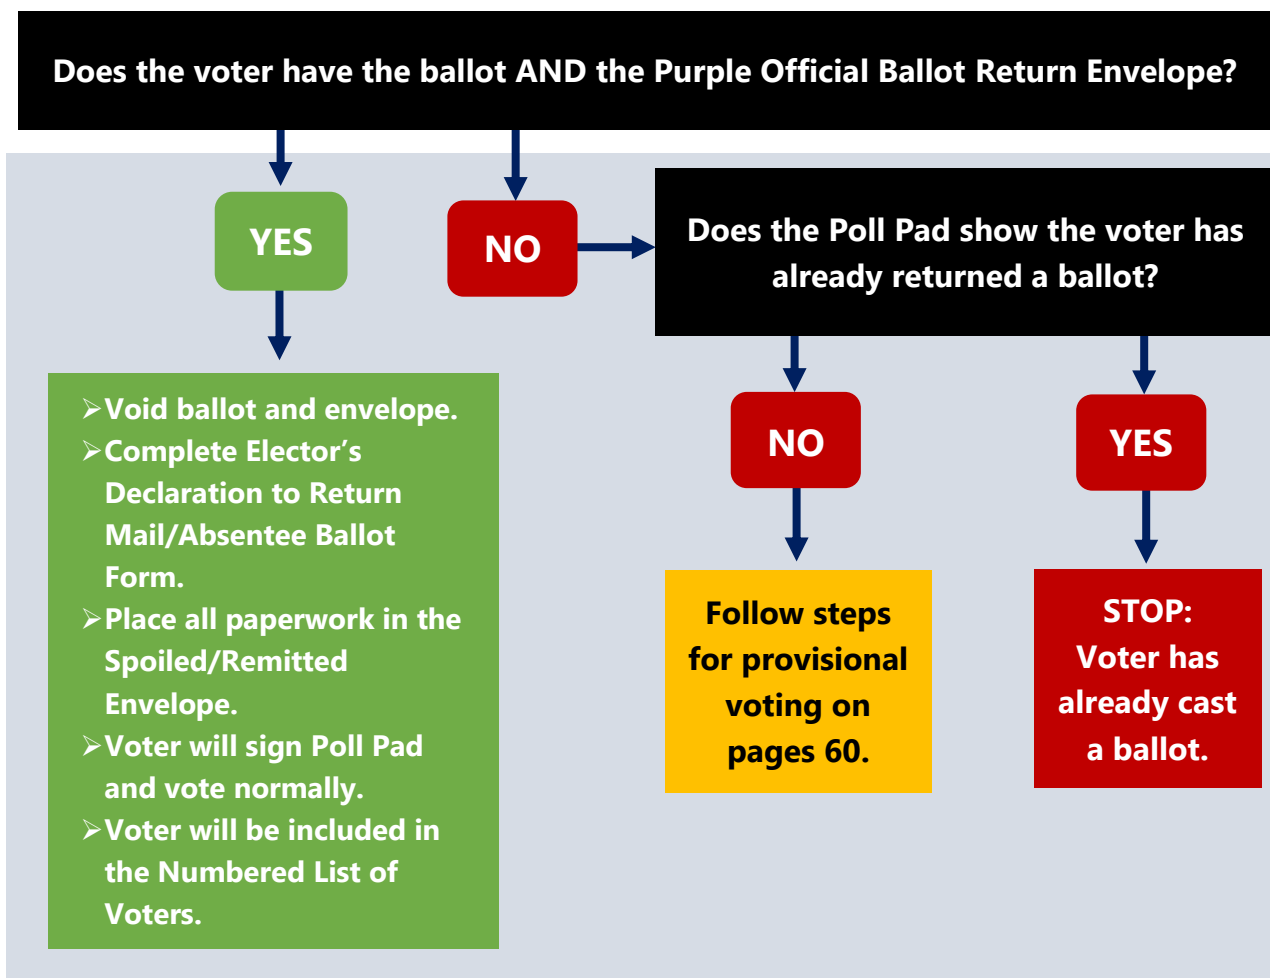 Does the voter have the ballot AND the Purple Official Ballot Return Envelope?
YES
NO
Does the Poll Pad show the voter has
already returned a ballot?
➢Void ballot and envelope.
➢Complete Elector’s
Declaration to Return
Mail/Absentee Ballot
Form.
➢Place all paperwork in the
Spoiled/Remitted
Envelope.
➢Voter will sign Poll Pad
and vote normally.
➢Voter will be included in
the Numbered List of
Voters.
NO
YES
Follow steps
for provisional
voting on
pages 60.
STOP:
Voter has
already cast
a ballot.